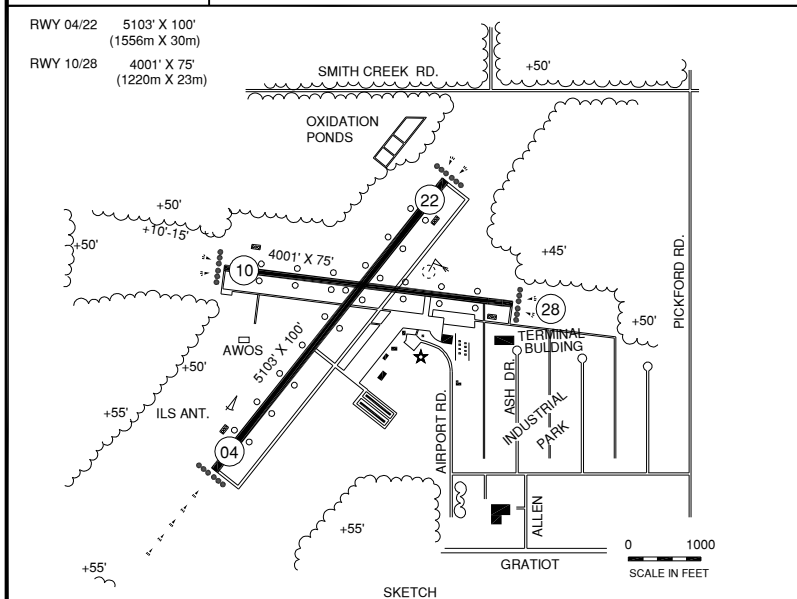 RWY 04/22 5103' X 100'
(1556m X 30m)
RWY 10/28 4001' X 75'
(1220m X 23m)
SMITH CREEK RD.
+50'
OXIDATION
PONDS
22
+50'
+10'-15'
+50'
4001' X 75'
10
+45'
PICKFORD RD.
28
+50'
TERMINAL
BULDING
AWOS
5103' X 100'
+50'
ASH DR.
INDUSTRIAL
PARK
+55'
ILS ANT.
AIRPORT RD.
04
+55'
ALLEN
+55'
GRATIOT
0 1000
SCALE IN FEET
SKETCH